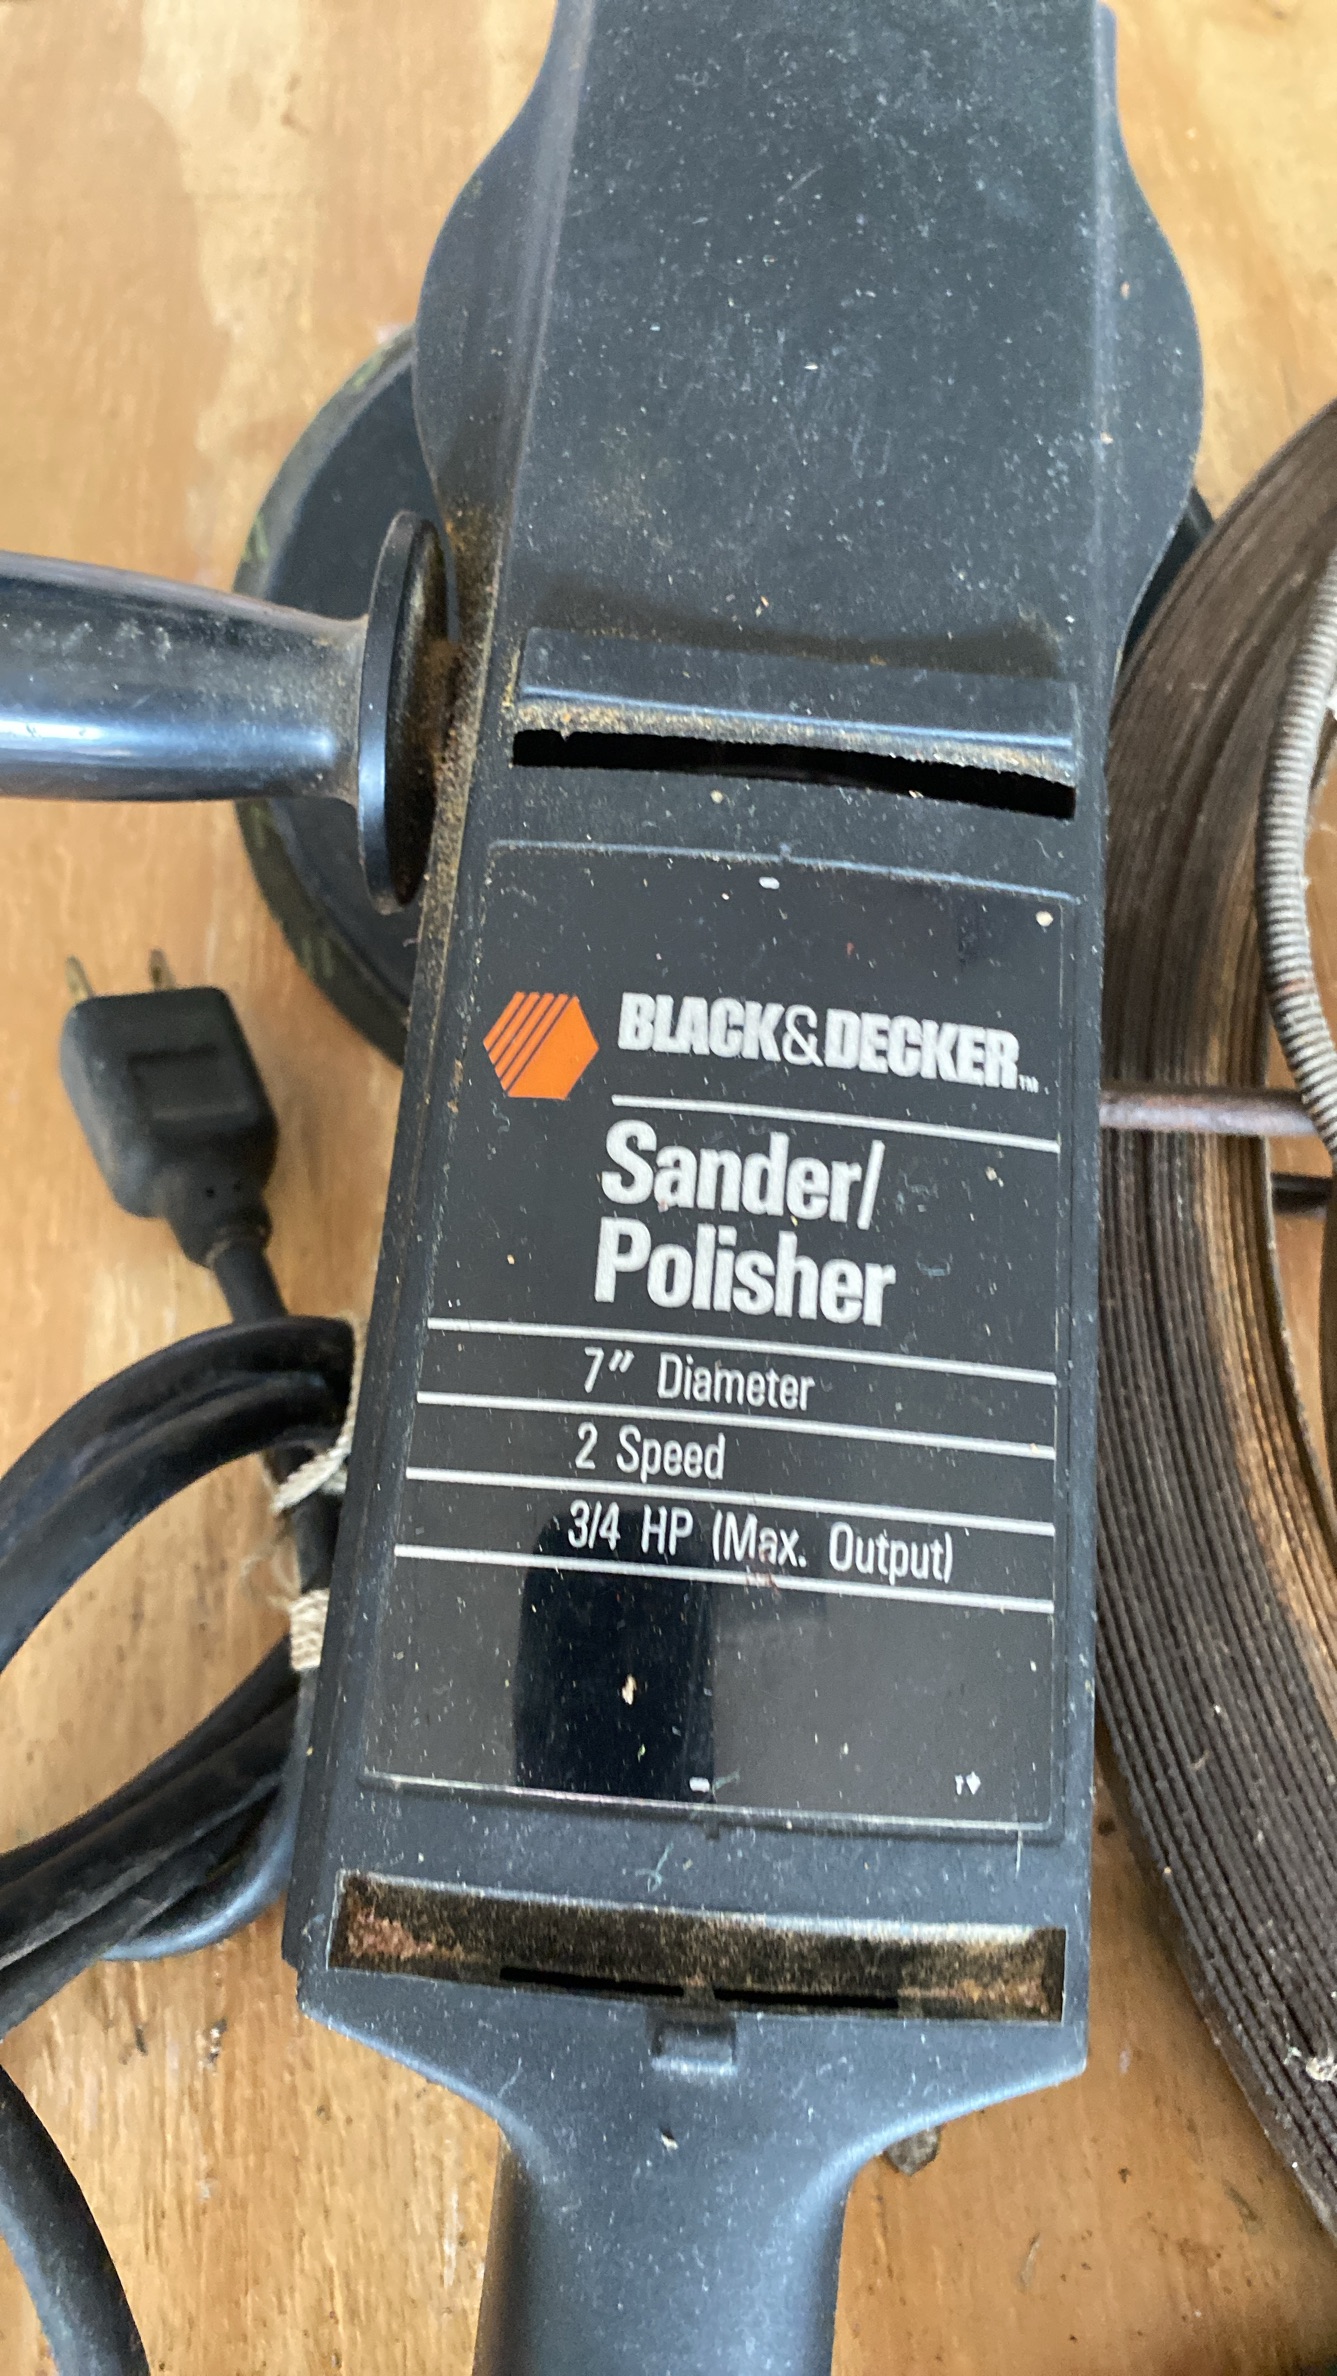 BLACK&DECKER™
Sander/
Polisher
7" Diameter
2 Speed
3/4 HP (Max. Output)